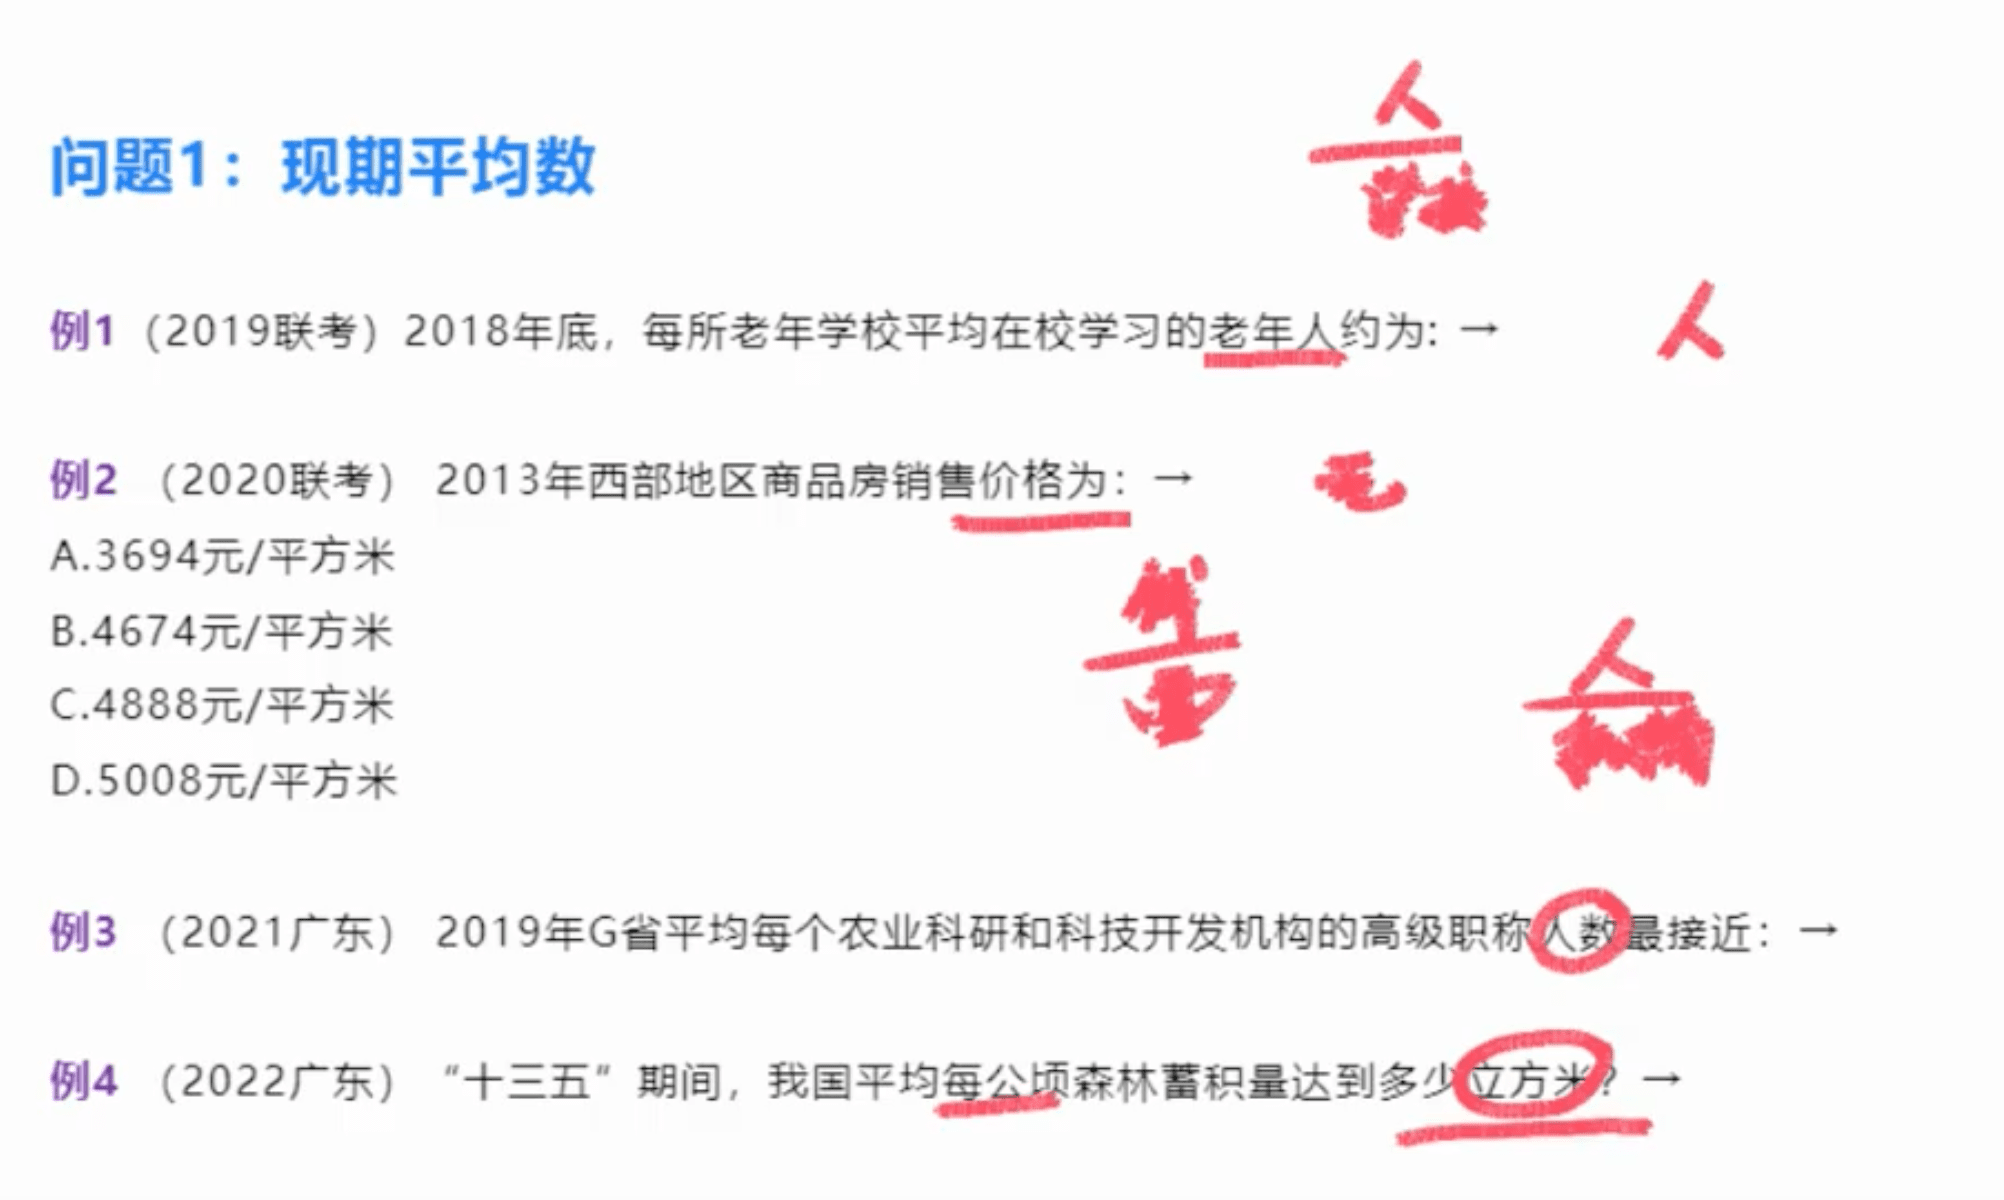 人
问题1：现期平均数
例1（2019联考）2018年底，每所老年学校平均在校学习的老年人约为:→
人
例2 （2020联考） 2013年西部地区商品房销售价格为：→
元
A.3694元/平方米
B.4674元/平方米
C.4888元/平方米
D.5008元/平方米
人
例3 （2021广东） 2019年G省平均每个农业科研和科技开发机构的高级职称人数最接近：→
例4 （2022广东） “十三五”期间，我国平均每公顷森林蓄积量达到多少立方米？→